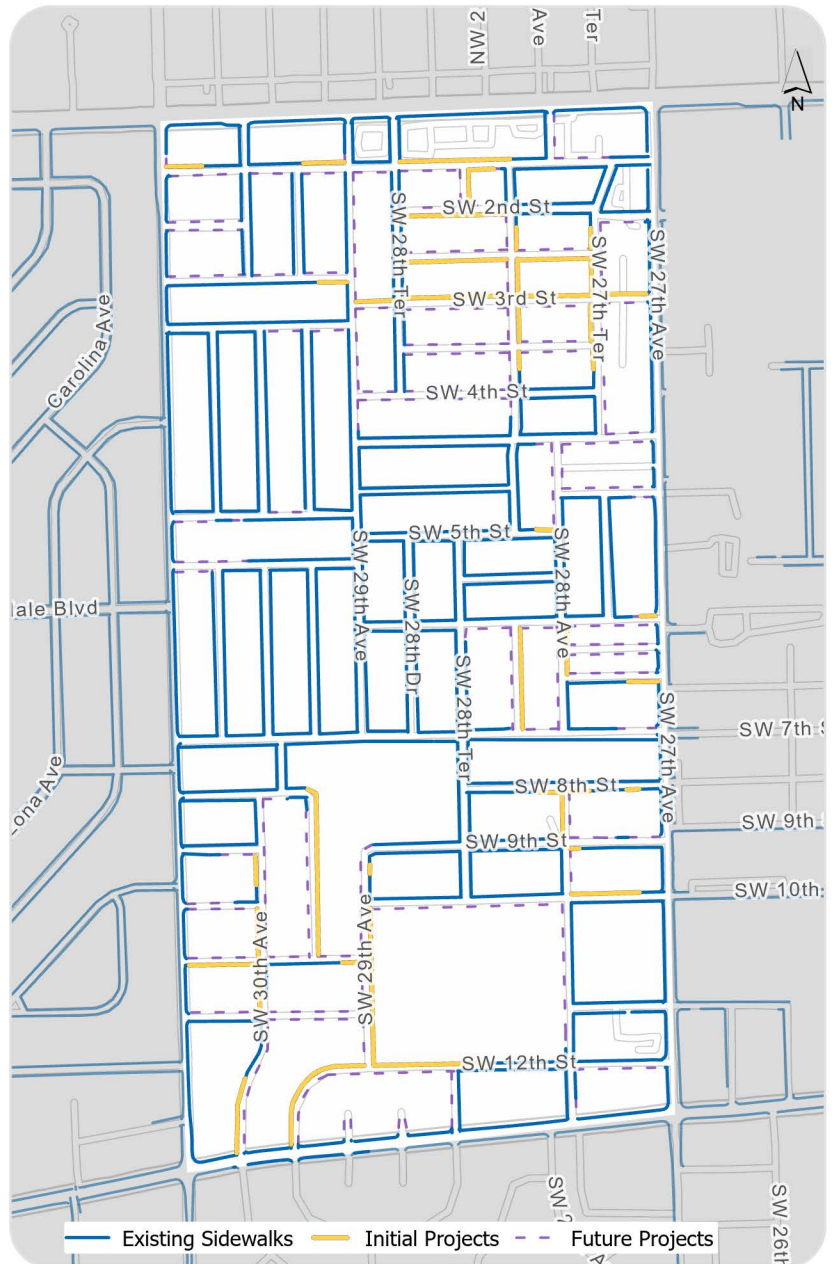 NW 2
Ave
Ter
N
SW 2nd St
SW 28th Ter
SW 27th Ter
SW 27th Ave
Carolina Ave
SW 3rd St
SW 4th St
SW 5th St
SW 29th Ave
SW 28th Dr
SW 28th Ave
dale Blvd
SW 28th Ter
SW 27th Ave
SW 7th S
SW 8th St
SW 9th St
SW 9th
SW 10th
ona Ave
SW 30th Ave
SW 29th Ave
SW 12th St
SW 2
A
SW 26th
Existing Sidewalks Initial Projects Future Projects